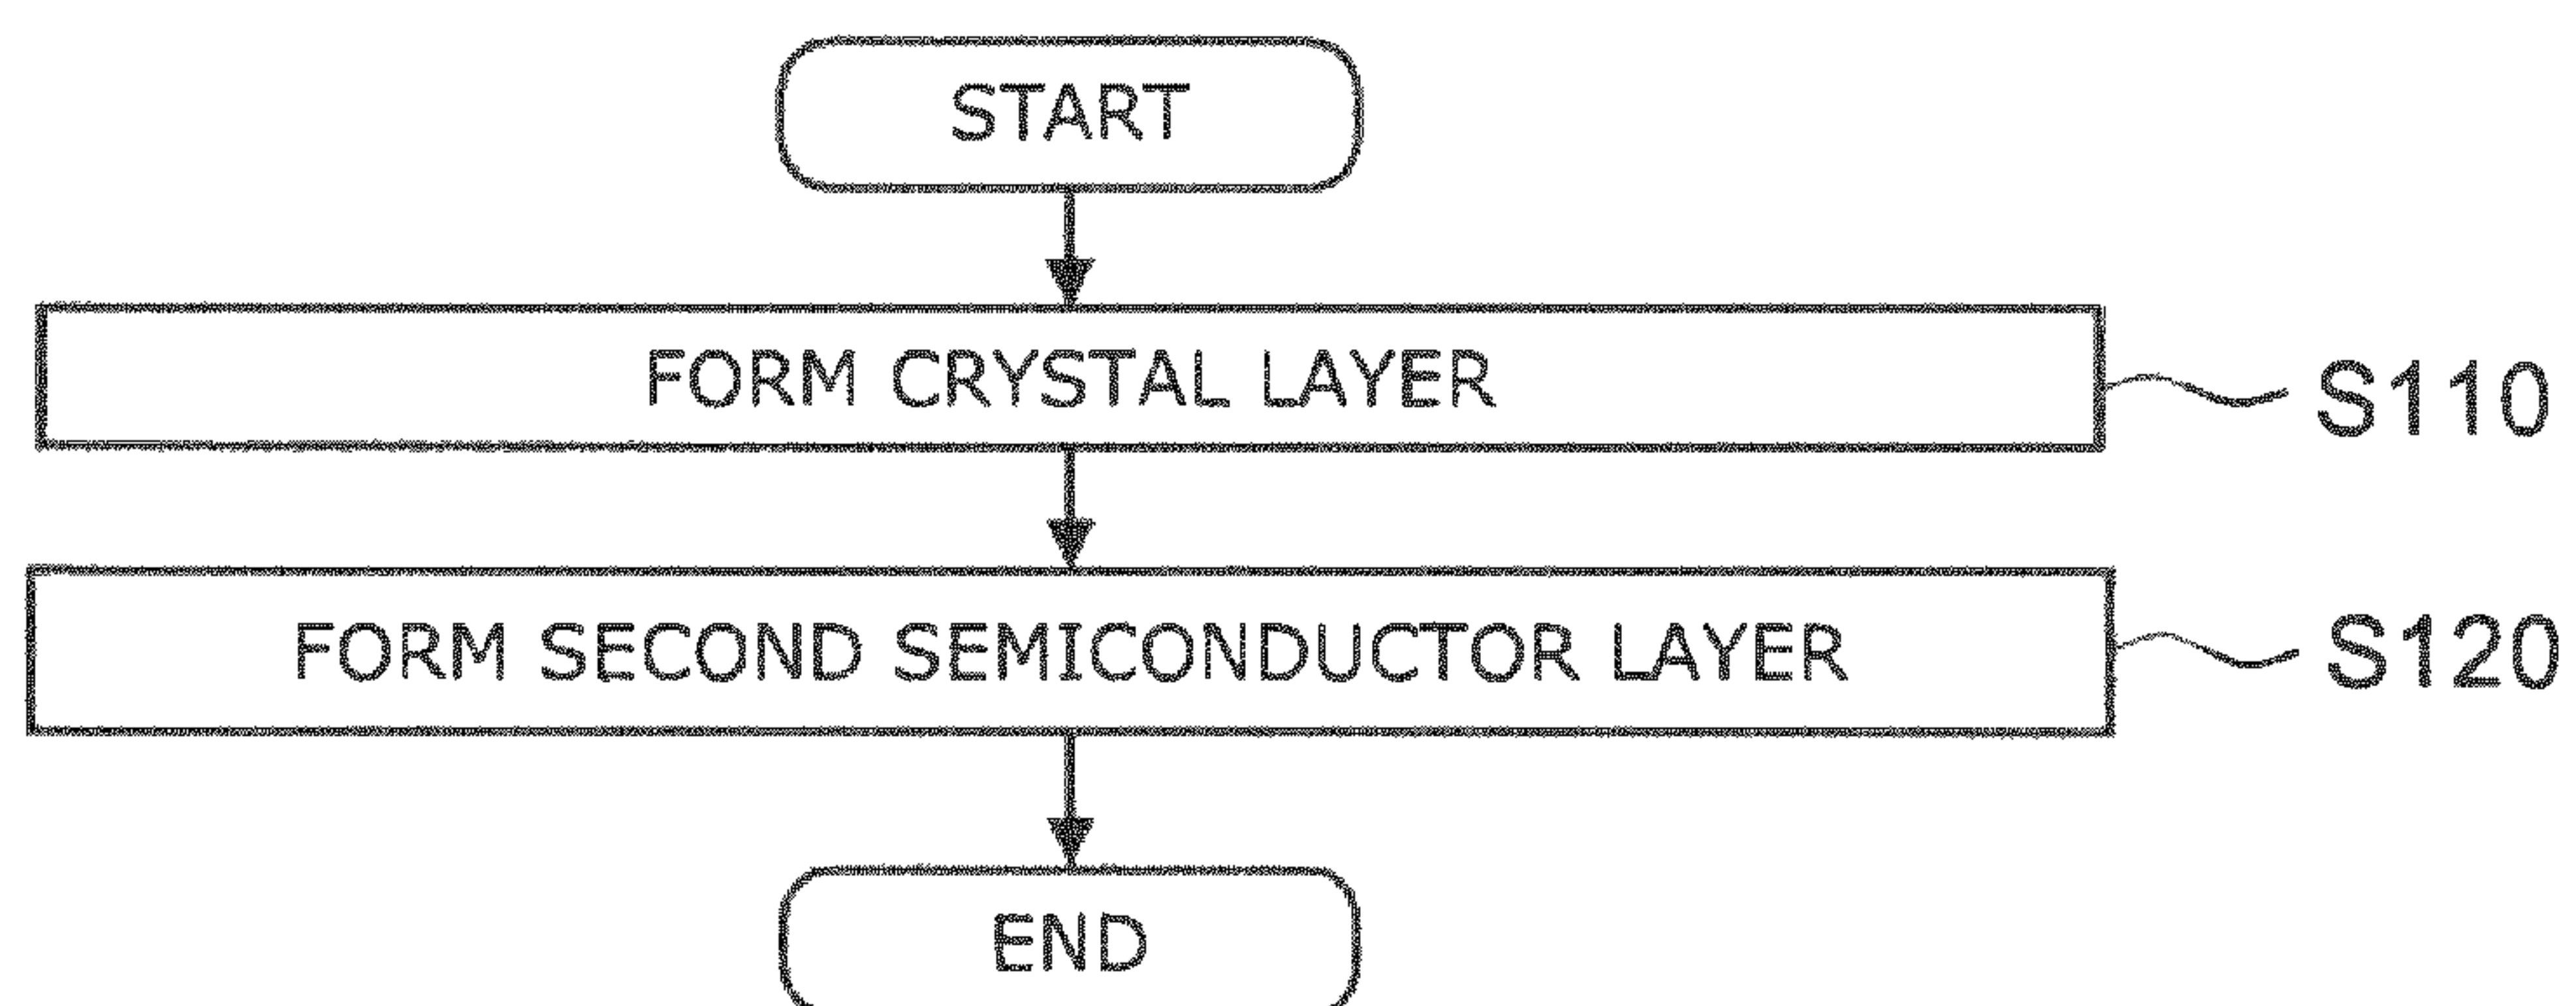 START
FORM CRYSTAL LAYER
S110
FORM SECOND SEMICONDUCTOR LAYER
S120
END